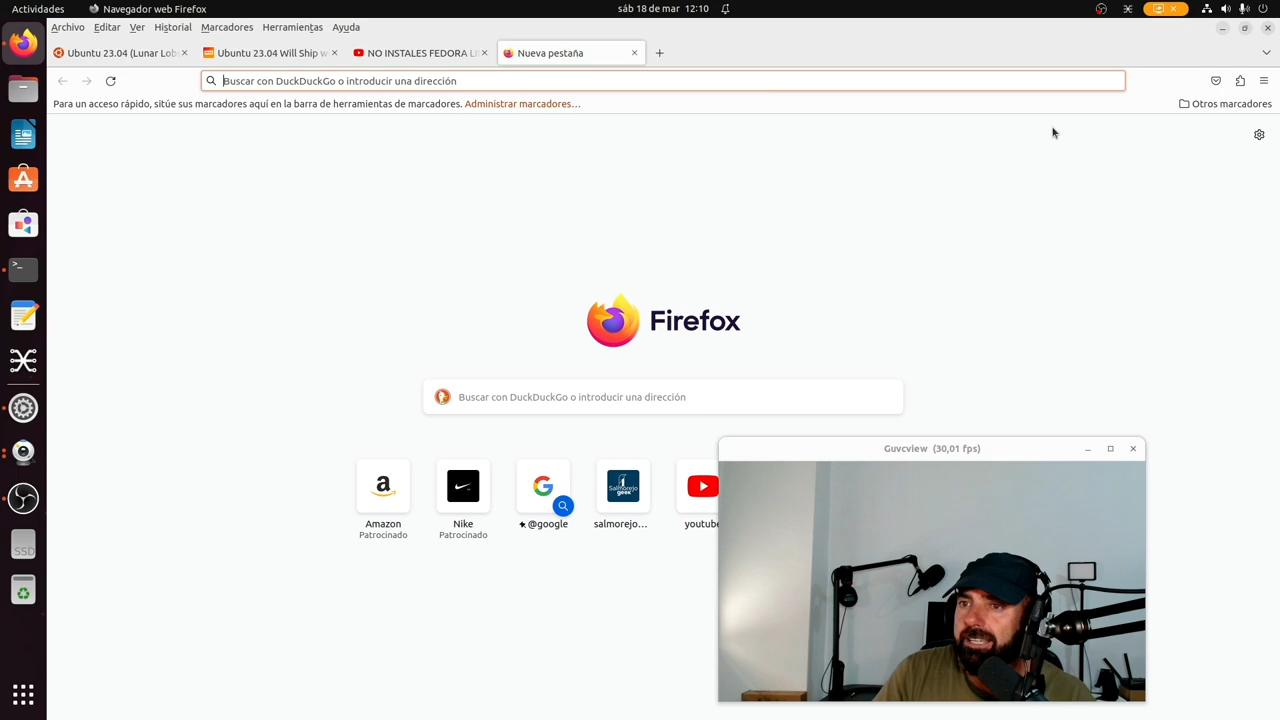 Actividades
Navegador web Firefox
sáb 18 de mar 12:10
Archivo Editar Ver Historial Marcadores Herramientas Ayuda
Ubuntu 23.04 (Lunar Lob
Ubuntu 23.04 Will Ship w
NO INSTALES FEDORA LI
Nueva pestaña
Buscar con DuckDuckGo o introducir una dirección
Para un acceso rápido, sitúe sus marcadores aquí en la barra de herramientas de marcadores. Administrar marcadores…
Otros marcadores
Firefox
Buscar con DuckDuckGo o introducir una dirección
Guvcview (30,01 fps)
Salmorejo
geek
Amazon
Patrocinado
Nike
Patrocinado
@google
salmorejo…
youtube
SSD